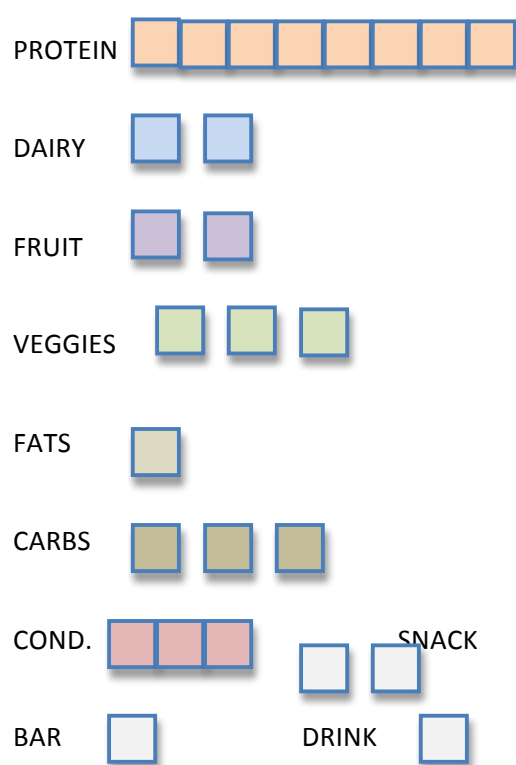 PROTEIN
DAIRY
FRUIT
VEGGIES
FATS
CARBS
COND. SNACK
BAR DRINK